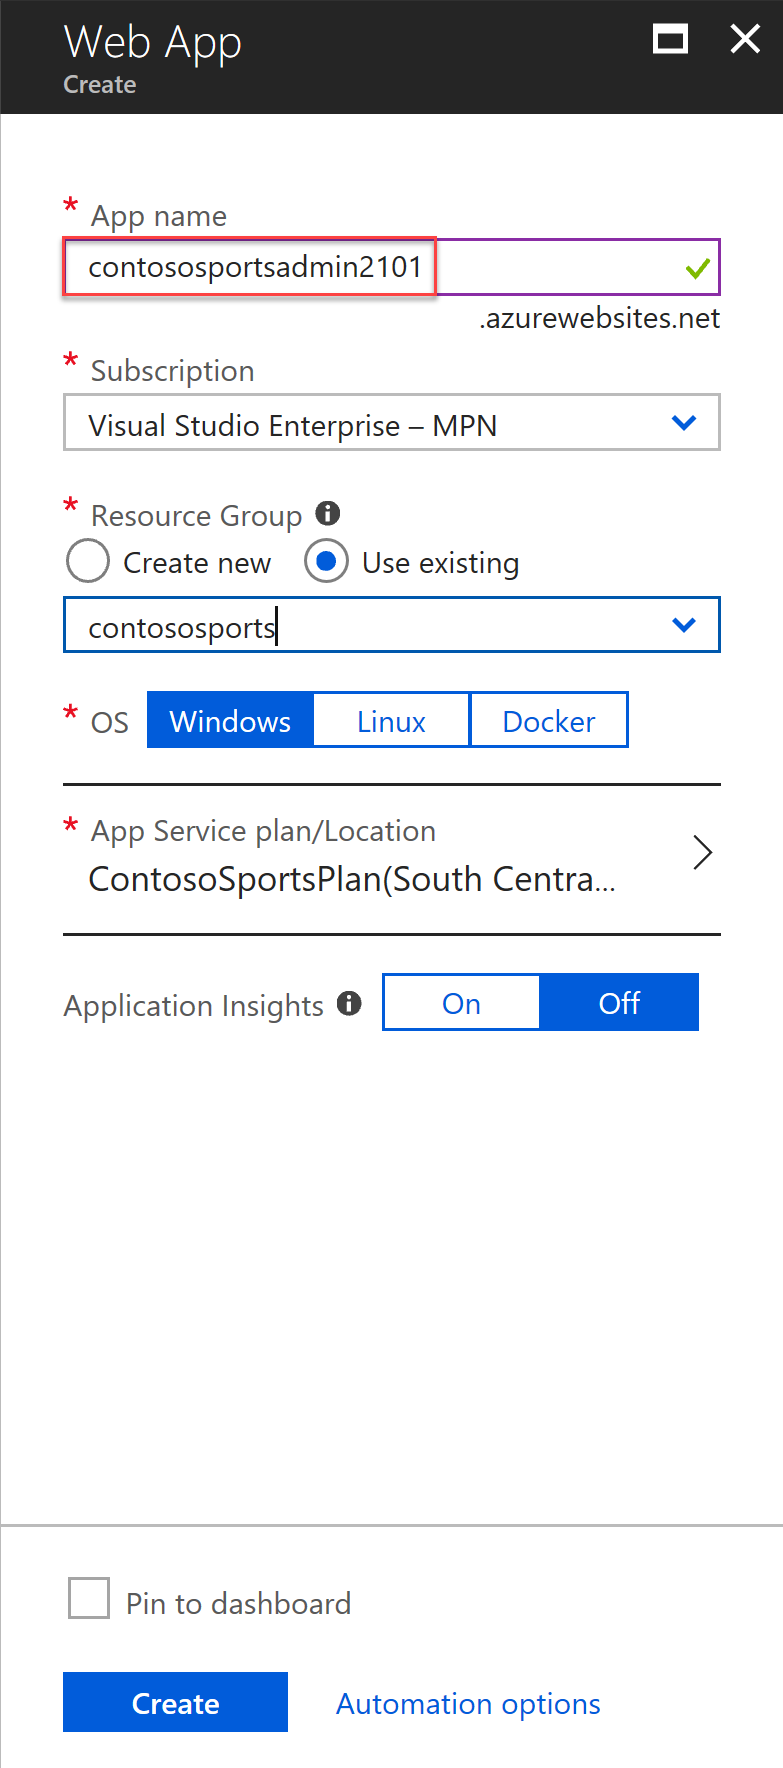 Web App
Create
* App name
contososportsadmin2101
.azurewebsites.net
* Subscription
Visual Studio Enterprise – MPN
* Resource Group
Create new Use existing
contososports
* OS Windows Linux Docker
* App Service plan/Location
ContosoSportsPlan(South Centra...
Application Insights On Off
Pin to dashboard
Create Automation options